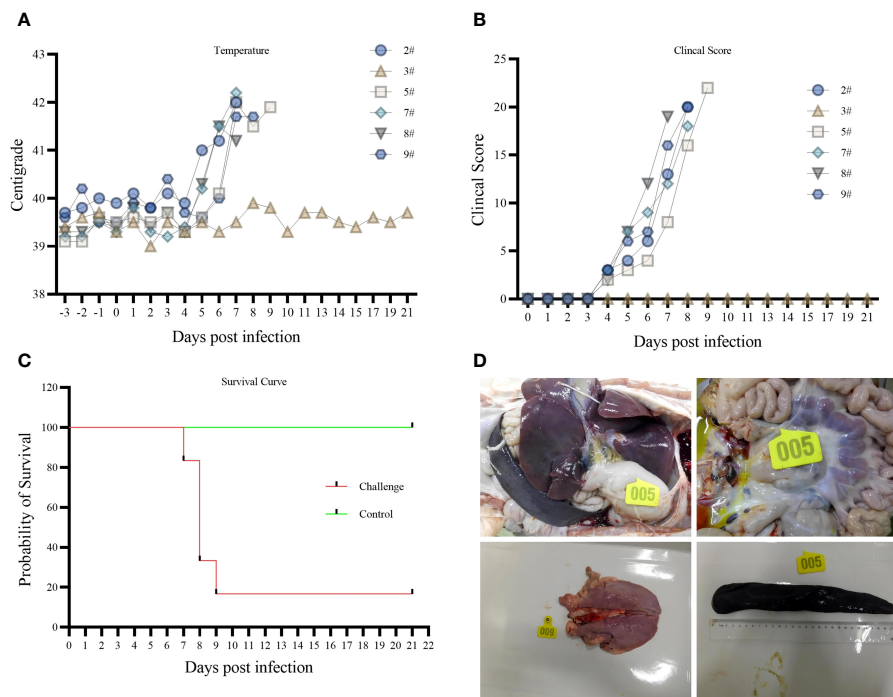 A
Temperature
43
42
41
40
39
38
Centigrade
-3 -2 -1 0 1 2 3 4 5 6 7 8 9 10 11 13 14 15 17 19 21
Days post infection
2#
3#
5#
7#
8#
9#
B
Clincal Score
25
20
15
10
5
0
Clincal Score
0 1 2 3 4 5 6 7 8 9 10 11 13 14 15 17 19 21
Days post infection
2#
3#
5#
7#
8#
9#
C
Survival Curve
120
100
80
60
40
20
0
Probability of Survival
0 1 2 3 4 5 6 7 8 9 10 11 12 13 14 15 16 17 18 19 20 21 22
Days post infection
Challenge
Control
D
005
005
005
005